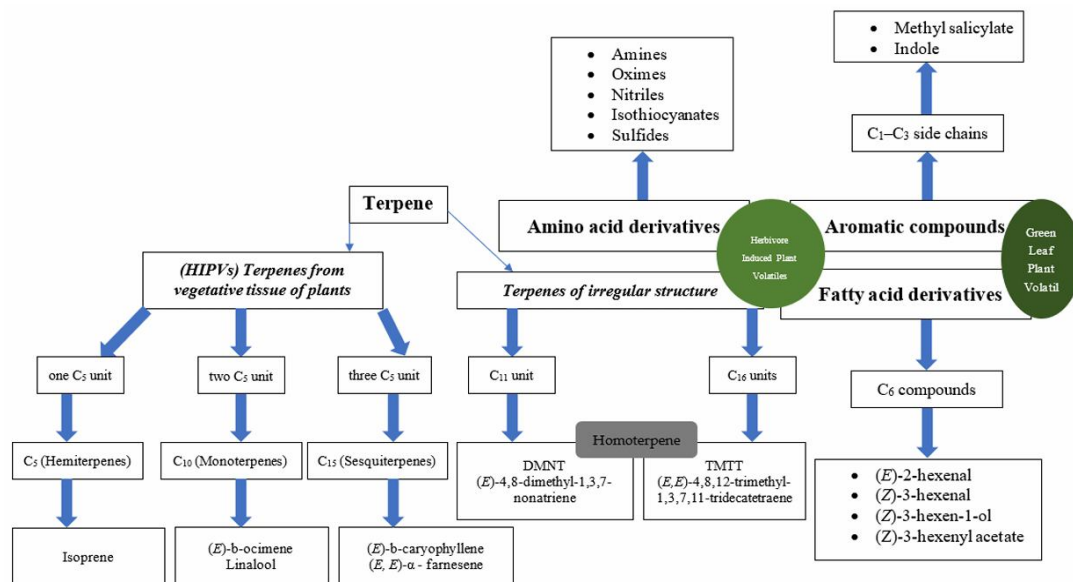 Methyl salicylate
Indole
Amines
Oximes
Nitriles
Isothiocyanates
Sulfides
C₁–C₃ side chains
Terpene
Amino acid derivatives
Aromatic compounds
Herbivore
Induced Plant
Volatiles
Green
Leaf
Plant
Volatil
(HIPVs) Terpenes from
vegetative tissue of plants
Terpenes of irregular structure
Fatty acid derivatives
one C₅ unit
two C₅ unit
three C₅ unit
C₁₁ unit
C₁₆ units
C₆ compounds
Homoterpene
C₅ (Hemiterpenes)
C₁₀ (Monoterpenes)
C₁₅ (Sesquiterpenes)
DMNT
(E)-4,8-dimethyl-1,3,7-
nonatriene
TMTT
(E,E)-4,8,12-trimethyl-
1,3,7,11-tridecatetraene
(E)-2-hexenal
(Z)-3-hexenal
(Z)-3-hexen-1-ol
(Z)-3-hexenyl acetate
Isoprene
(E)-b-ocimene
Linalool
(E)-b-caryophyllene
(E, E)-α - farnesene